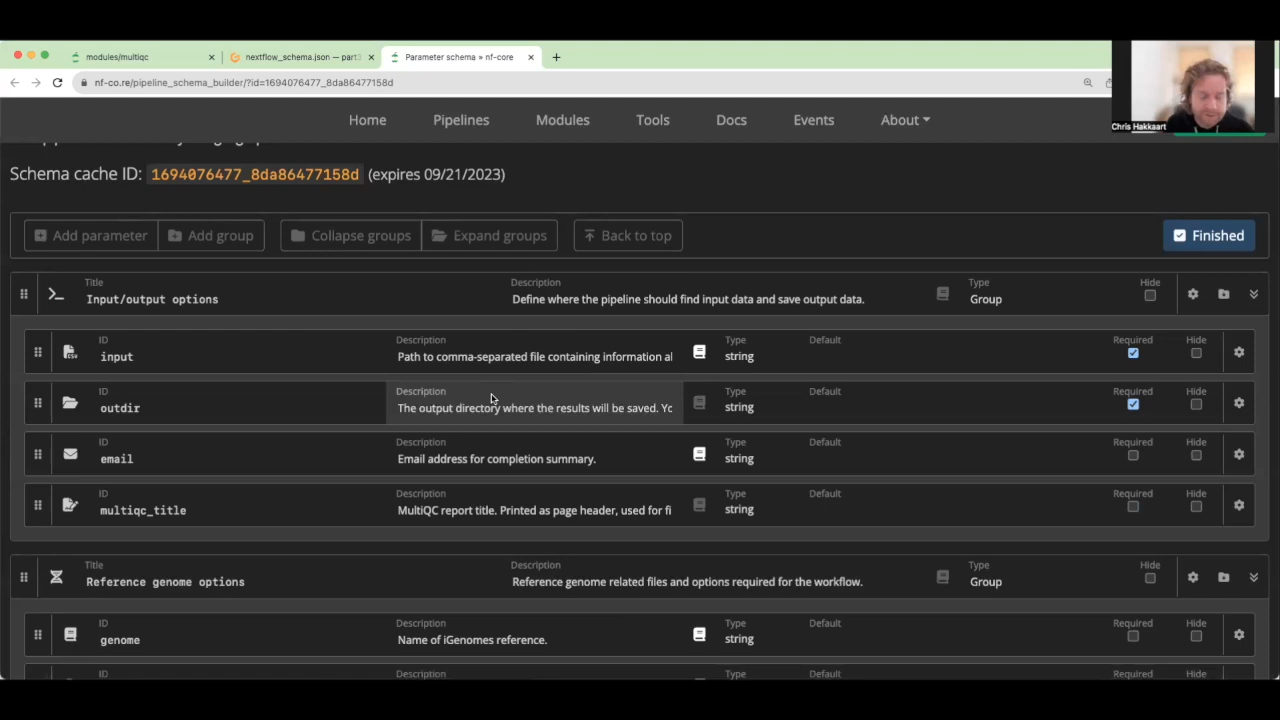 modules/multiqc
nextflow_schema.json — part
Parameter schema » nf-core
nf-co.re/pipeline_schema_builder/?id=1694076477_8da86477158d
Chris Hakkaart
Home Pipelines Modules Tools Docs Events About
Schema cache ID: 1694076477_8da86477158d (expires 09/21/2023)
Add parameter Add group Collapse groups Expand groups Back to top Finished
Title Description Type Hide
Input/output options Define where the pipeline should find input data and save output data. Group
ID Description Type Default Required Hide
input Path to comma-separated file containing information al string
ID Description Type Default Required Hide
outdir The output directory where the results will be saved. Yc string
ID Description Type Default Required Hide
email Email address for completion summary. string
ID Description Type Default Required Hide
multiqc_title MultiQC report title. Printed as page header, used for fi string
Title Description Type Hide
Reference genome options Reference genome related files and options required for the workflow. Group
ID Description Type Default Required Hide
genome Name of iGenomes reference. string
ID Description Type Default Required Hide